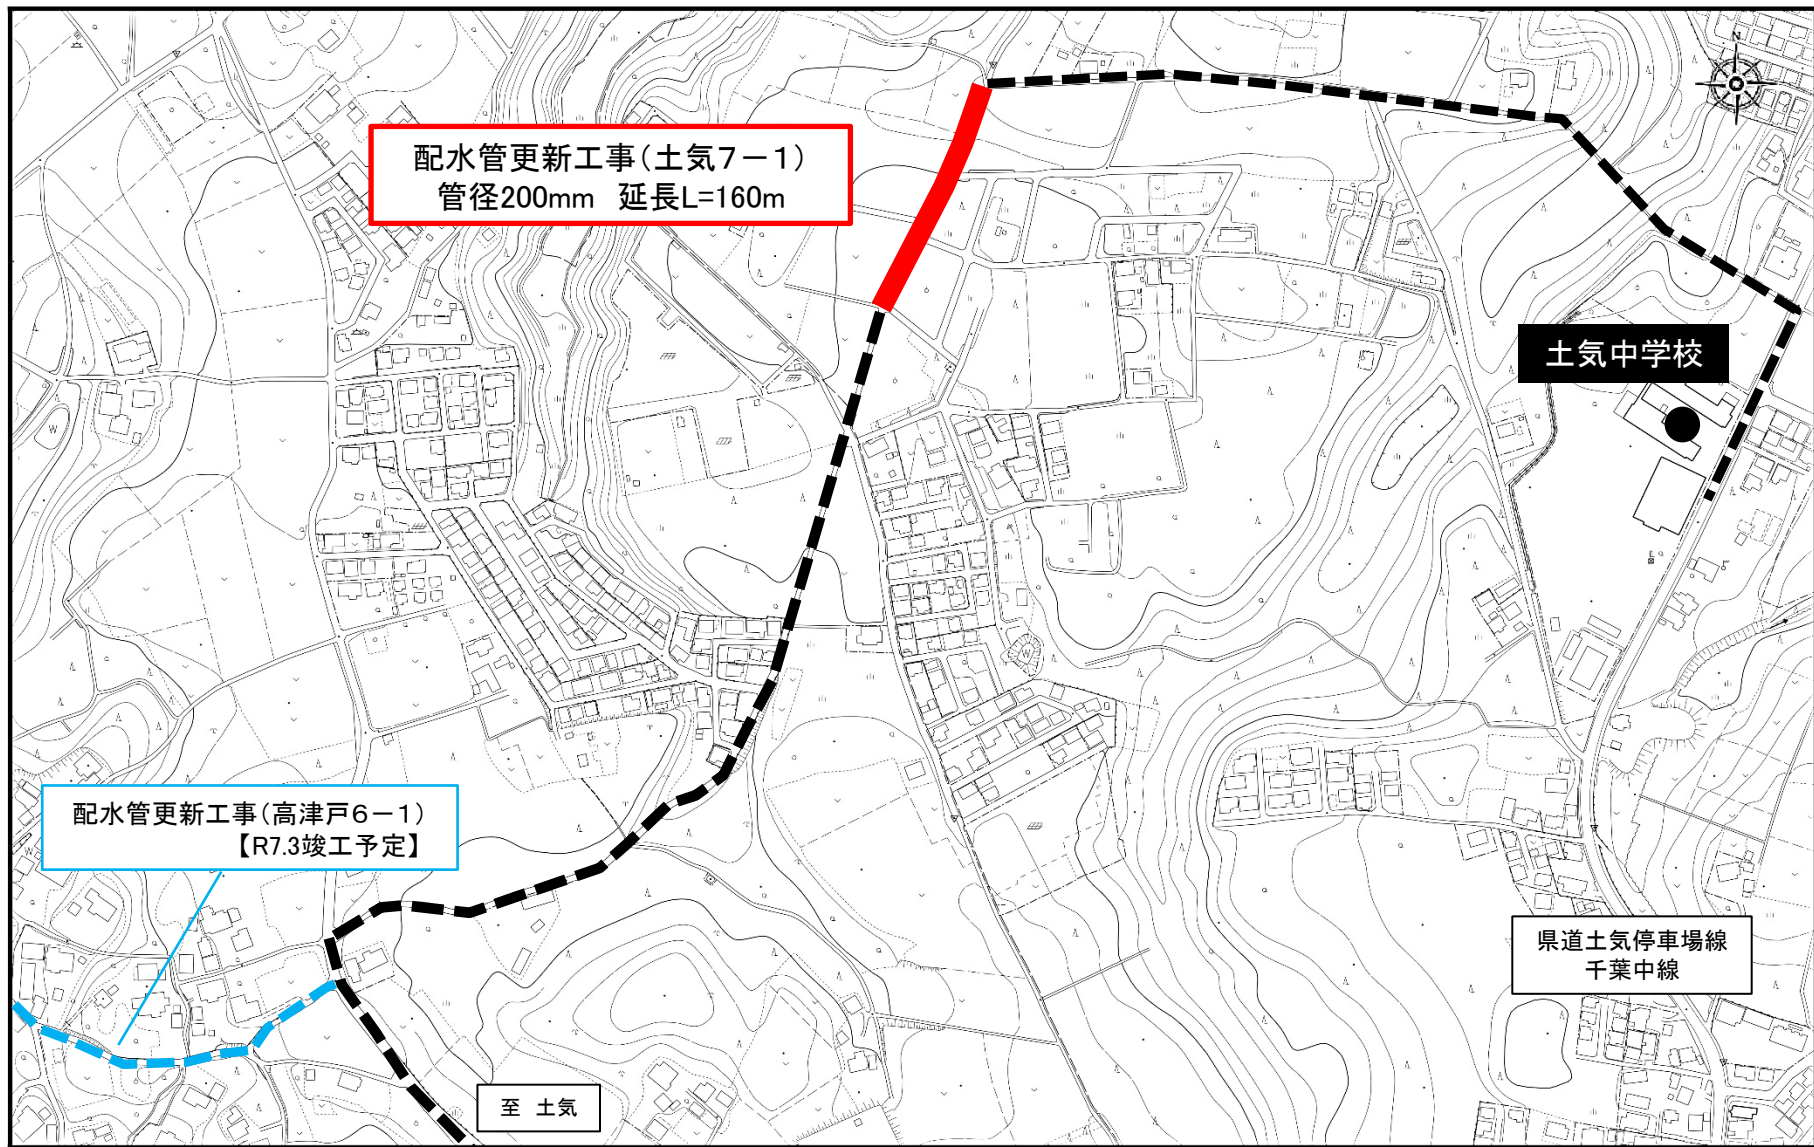 配水管更新工事(土気7-1)
管径200mm 延長L=160m
土気中学校
配水管更新工事(高津戸6-1)
【R7.3竣工予定】
県道土気停車場線
千葉中線
至 土気
N